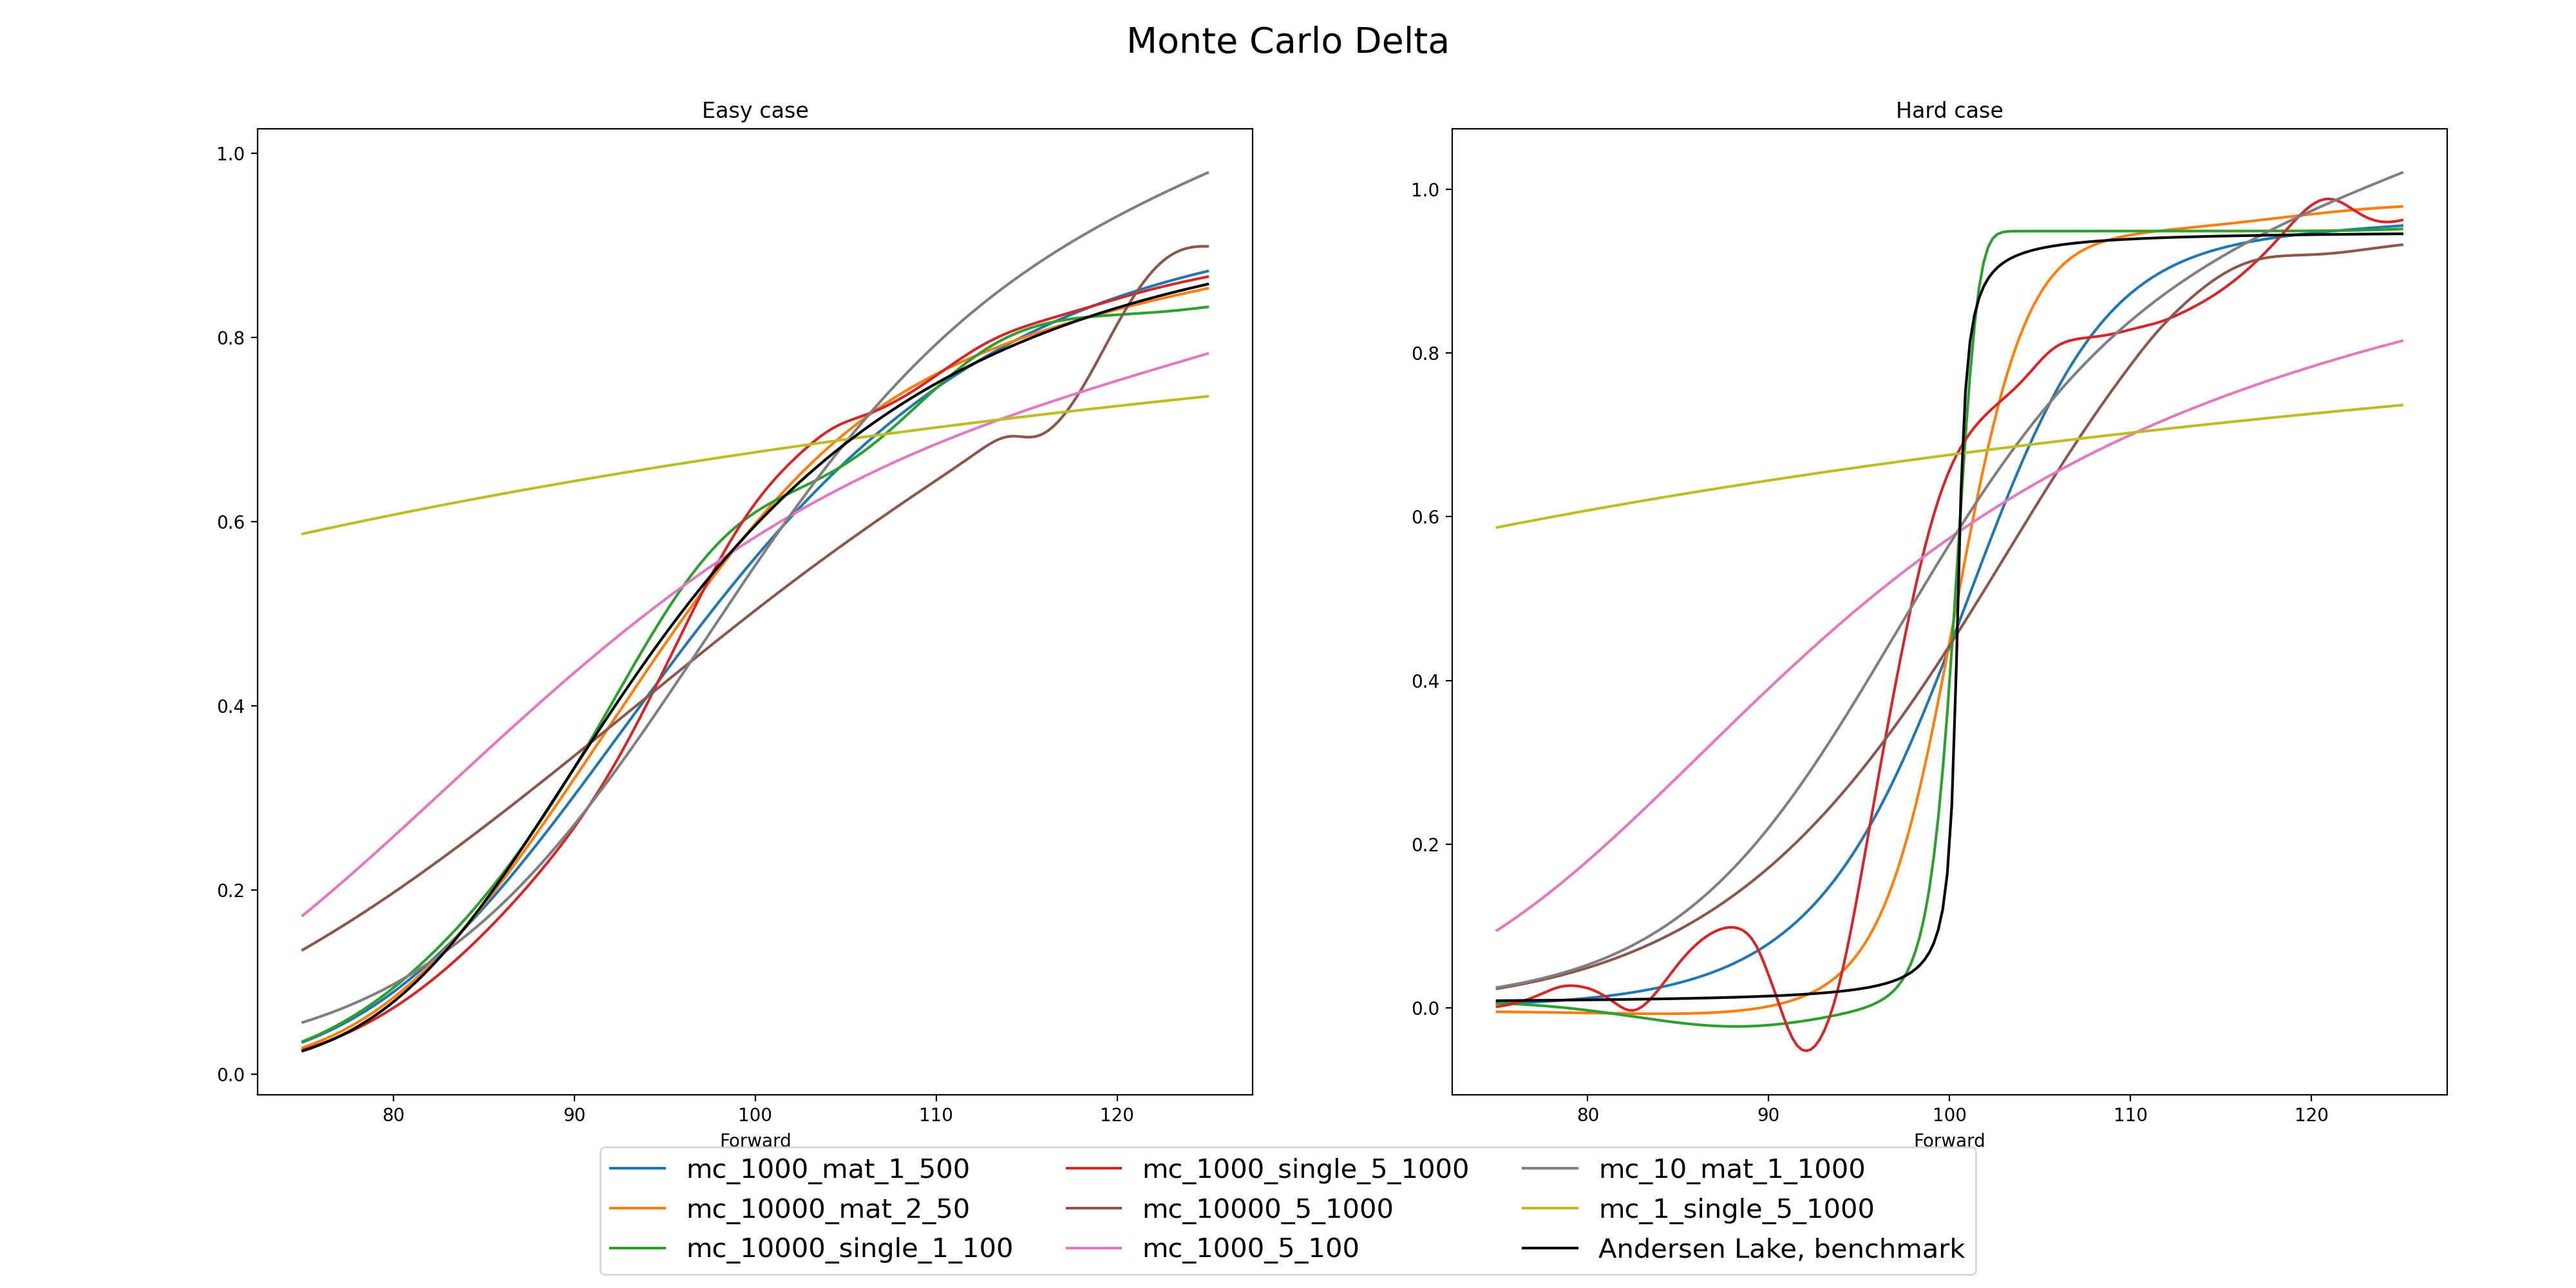 Monte Carlo Delta
Easy case
1.0
0.8
0.6
0.4
0.2
0.0
80 90 100 110 120
Forward
Hard case
1.0
0.8
0.6
0.4
0.2
0.0
80 90 100 110 120
Forward
mc_1000_mat_1_500
mc_10000_mat_2_50
mc_10000_single_1_100
mc_1000_single_5_1000
mc_10000_5_1000
mc_1000_5_100
mc_10_mat_1_1000
mc_1_single_5_1000
Andersen Lake, benchmark